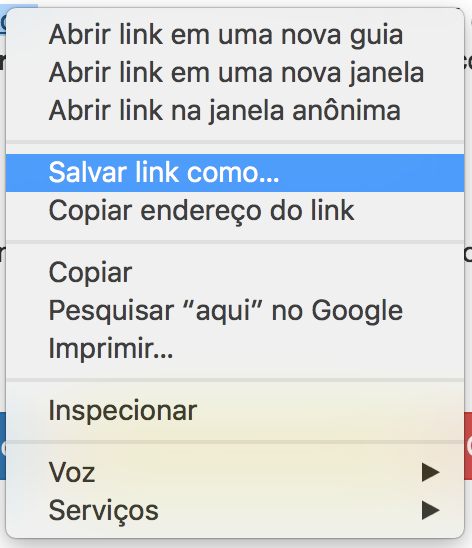 Abrir link em uma nova guia
Abrir link em uma nova janela
Abrir link na janela anônima
Salvar link como...
Copiar endereço do link
Copiar
Pesquisar “aqui” no Google
Imprimir...
Inspecionar
Voz
Serviços